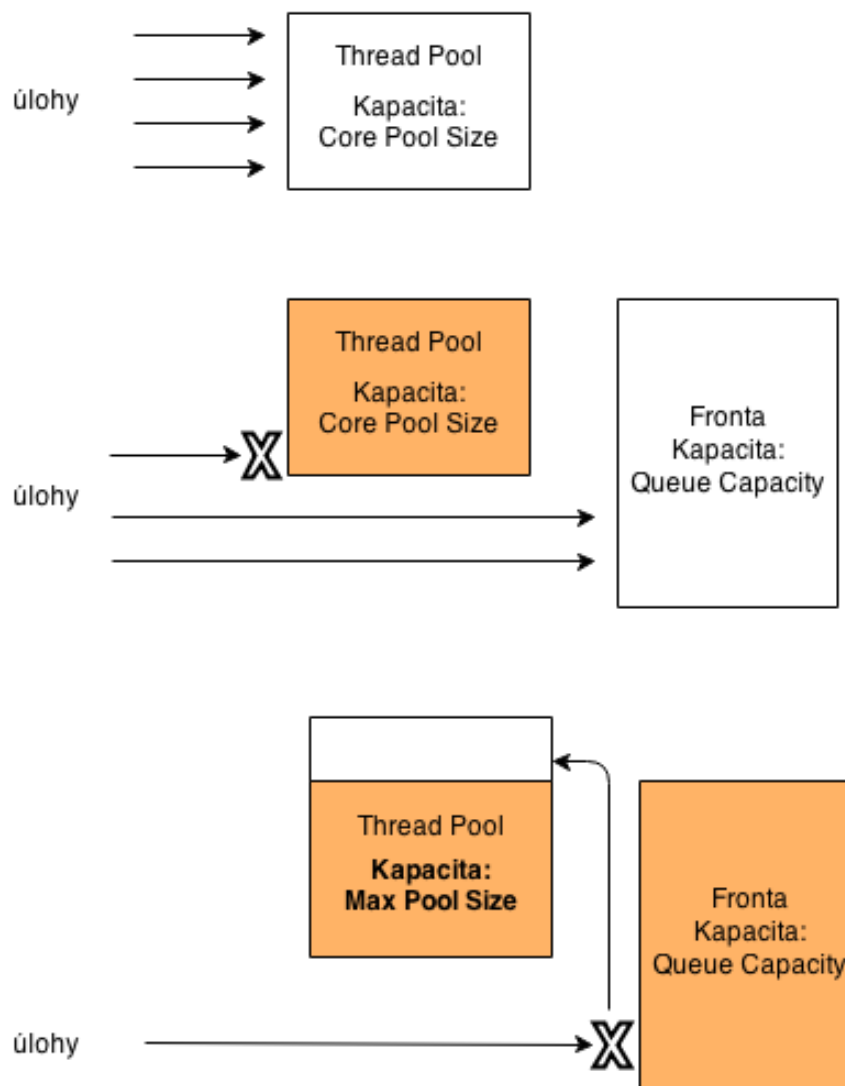 Thread Pool
úlohy
Kapacita:
Core Pool Size
Thread Pool
Kapacita:
Core Pool Size
X
úlohy
Fronta
Kapacita:
Queue Capacity
Thread Pool
Kapacita:
Max Pool Size
Fronta
Kapacita:
Queue Capacity
úlohy
X